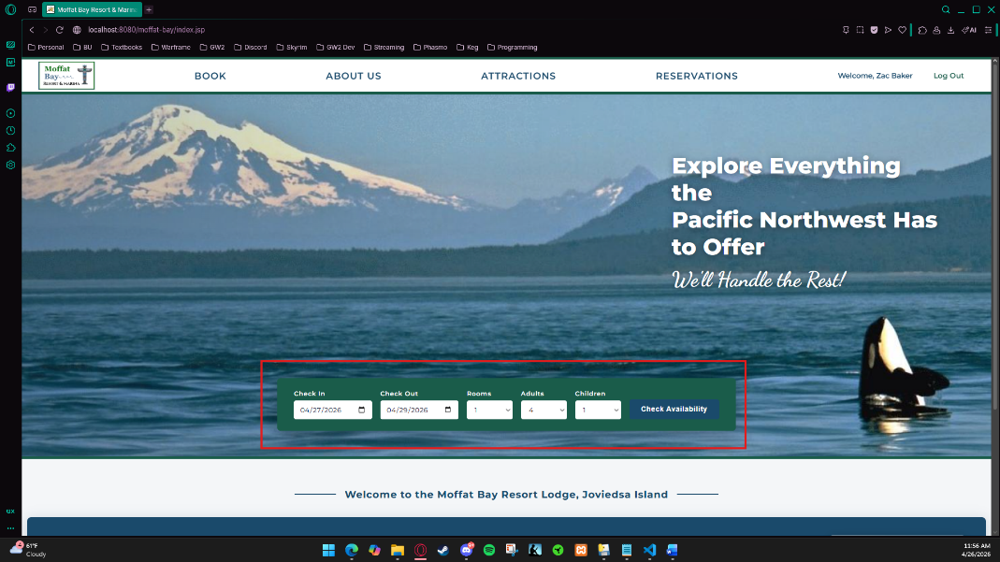 Moffat Bay Resort & Marina
localhost:8080/moffat-bay/index.jsp
AI
Personal BU Textbooks Warframe GW2 Discord Skyrim GW2 Dev Streaming Phasmo Keg Programming
Moffat
Bay
RESORT & MARINA
BOOK ABOUT US ATTRACTIONS RESERVATIONS Welcome, Zac Baker Log Out
Explore Everything
the
Pacific Northwest Has
to Offer
We'll Handle the Rest!
Check In Check Out Rooms Adults Children
04/27/2026 04/29/2026 1 4 1 Check Availability
Welcome to the Moffat Bay Resort Lodge, Joviedsa Island
61°F
Cloudy
11:56 AM
4/26/2026